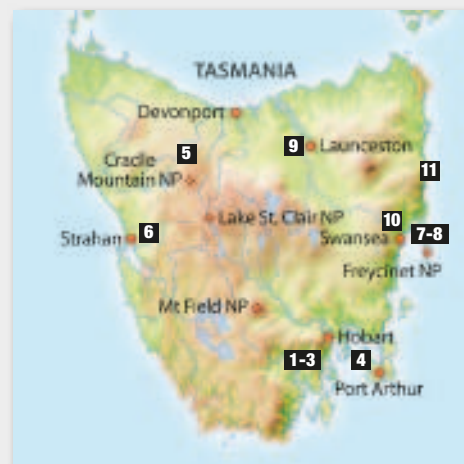 TASMANIA
Devonport
9 Launceston
5
Cradle
Mountain NP
11
Lake St. Clair NP
10
Strahan 6
Swansea 7-8
Freycinet NP
Mt Field NP
Hobart
1-3 4
Port Arthur